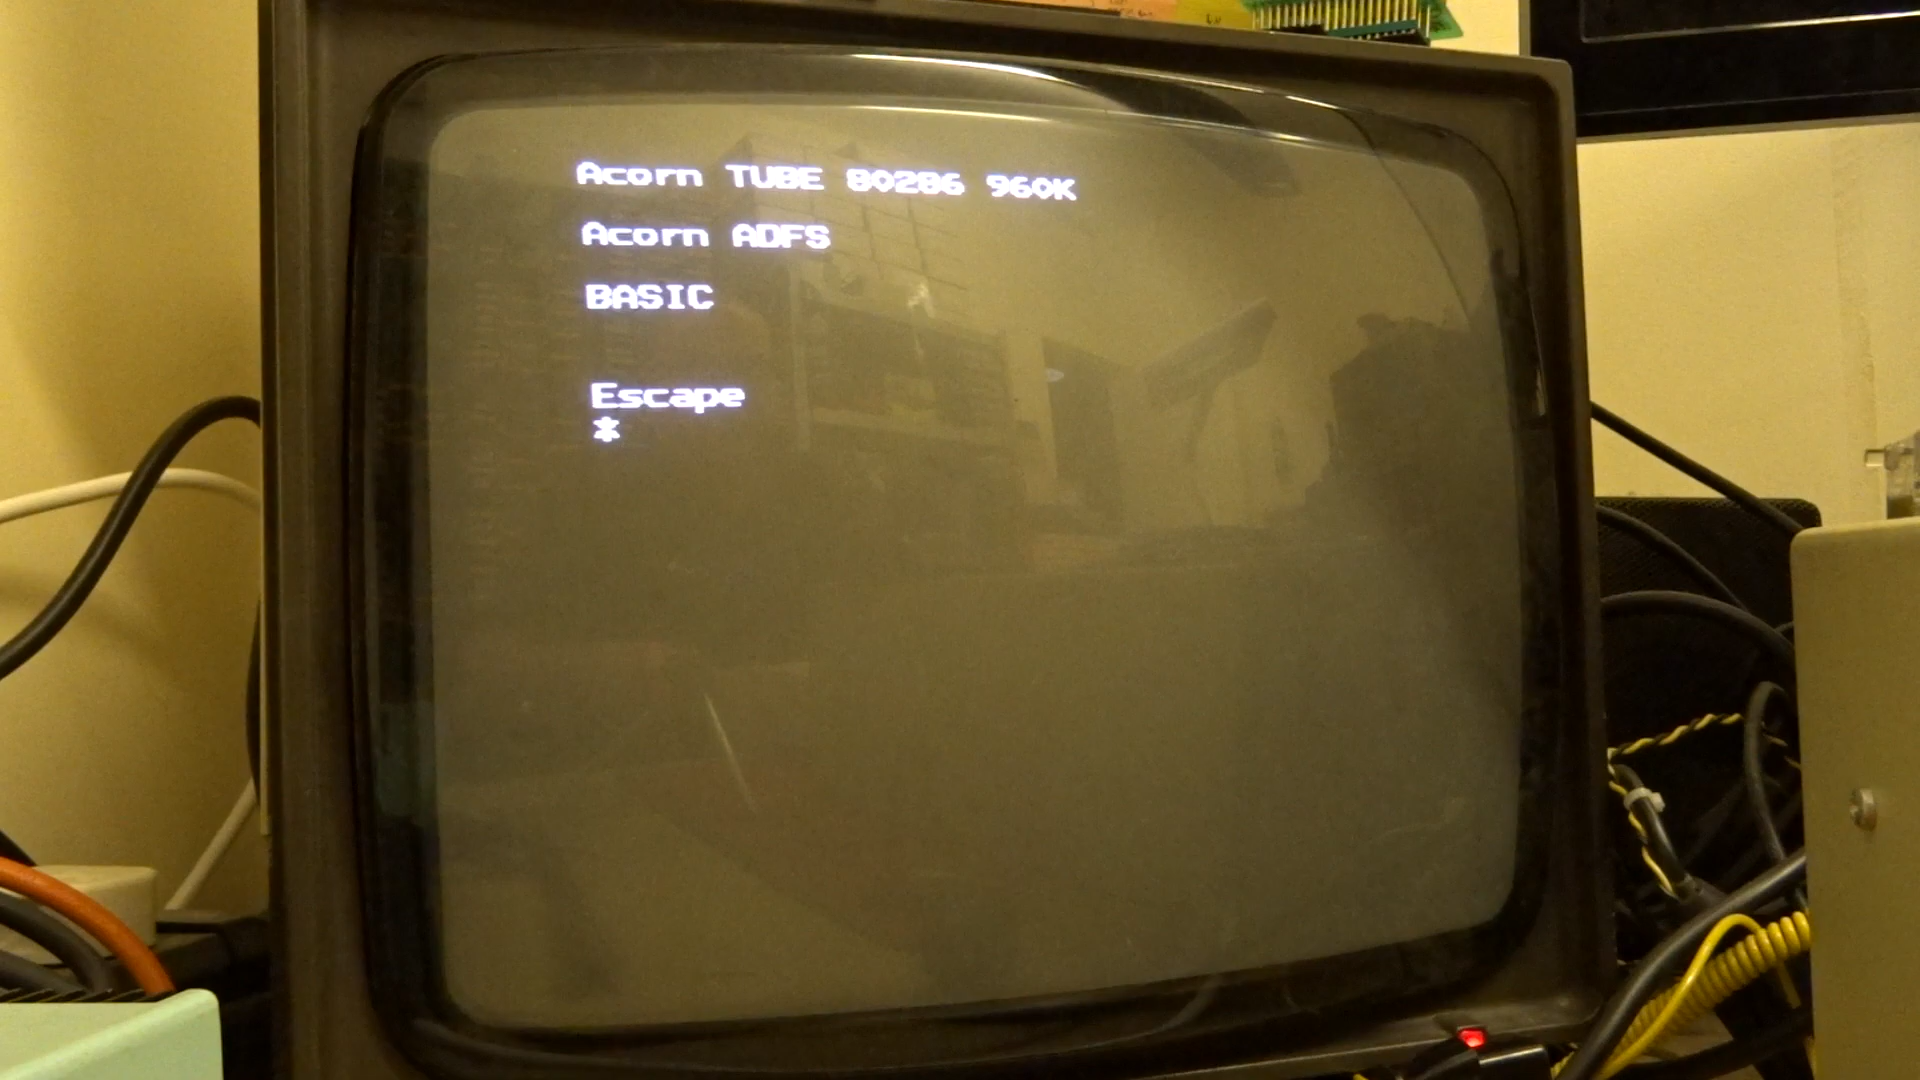 Acorn TUBE 80286 960K
Acorn ADFS
BASIC
Escape
*